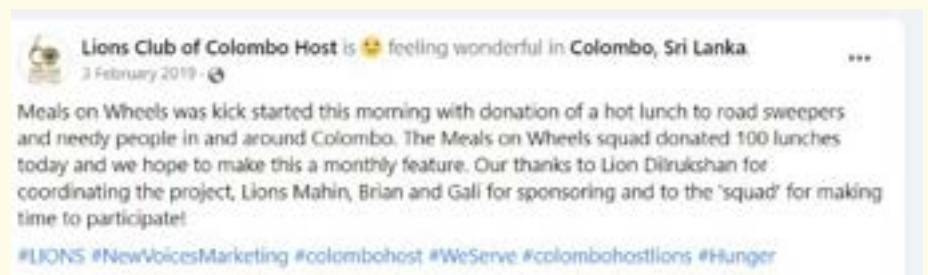 Lions Club of Colombo Host is 😉 feeling wonderful in Colombo, Sri Lanka.
3 February 2019 ·
Meals on Wheels was kick started this morning with donation of a hot lunch to road sweepers
and needy people in and around Colombo. The Meals on Wheels squad donated 100 lunches
today and we hope to make this a monthly feature. Our thanks to Lion Dilrukshan for
coordinating the project, Lions Mahin, Brian and Gali for sponsoring and to the 'squad' for making
time to participate!
#LIONS #NewVoicesMarketing #colombohost #WeServe #colombohostlions #Hunger